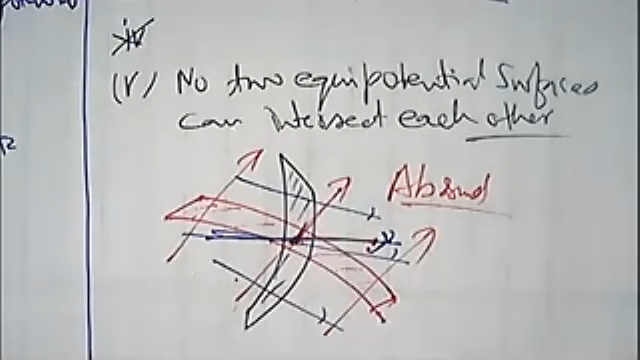 (V) No two equipotential Surfaces
can intersect each other
Absurd